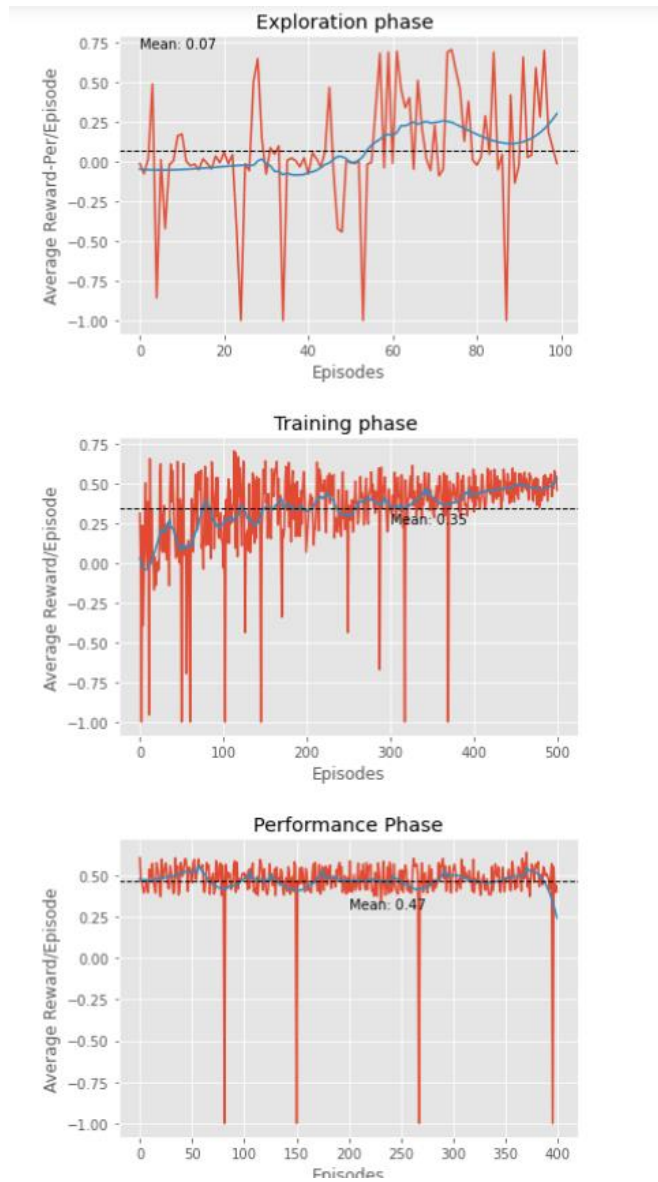 Exploration phase
Mean: 0.07
0.75
0.50
0.25
0.00
−0.25
−0.50
−0.75
−1.00
Average Reward-Per/Episode
0 20 40 60 80 100
Episodes
Training phase
0.75
0.50
0.25
0.00
−0.25
−0.50
−0.75
−1.00
Average Reward/Episode
Mean: 0.35
0 100 200 300 400 500
Episodes
Performance Phase
0.50
0.25
0.00
−0.25
−0.50
−0.75
−1.00
Average Reward/Episode
Mean: 0.47
0 50 100 150 200 250 300 350 400
Episodes